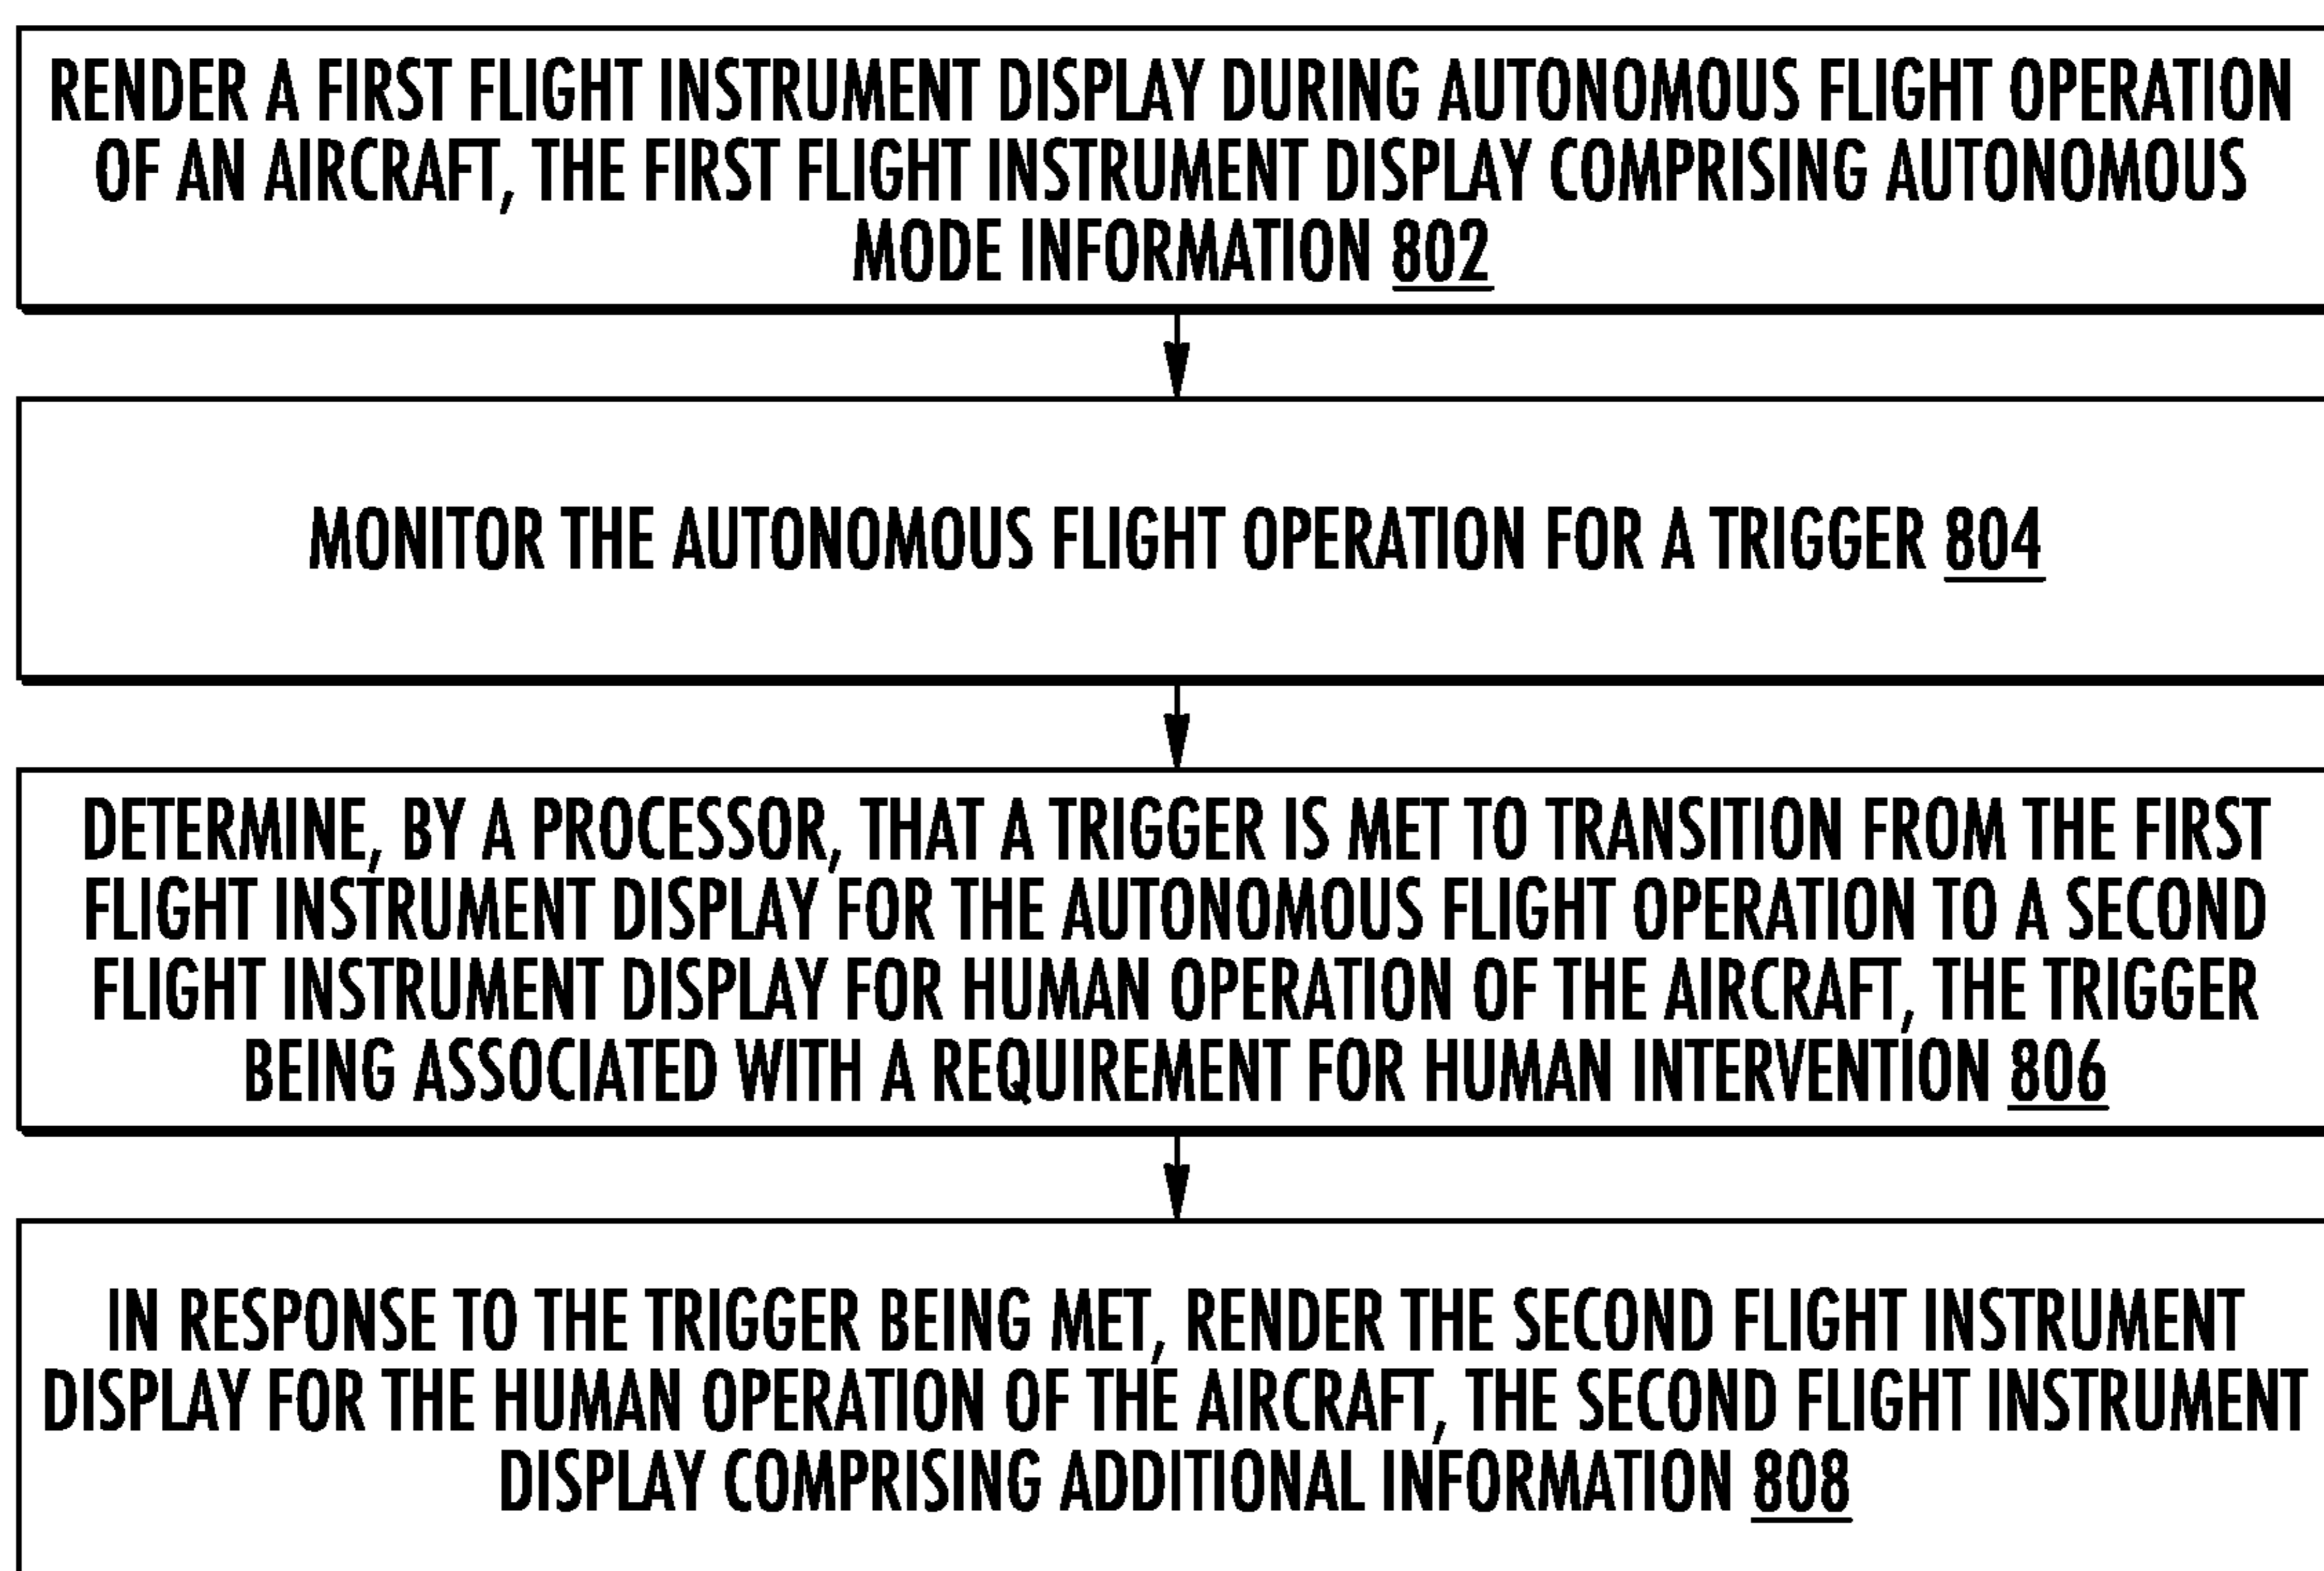 RENDER A FIRST FLIGHT INSTRUMENT DISPLAY DURING AUTONOMOUS FLIGHT OPERATION
OF AN AIRCRAFT, THE FIRST FLIGHT INSTRUMENT DISPLAY COMPRISING AUTONOMOUS
MODE INFORMATION 802
MONITOR THE AUTONOMOUS FLIGHT OPERATION FOR A TRIGGER 804
DETERMINE, BY A PROCESSOR, THAT A TRIGGER IS MET TO TRANSITION FROM THE FIRST
FLIGHT INSTRUMENT DISPLAY FOR THE AUTONOMOUS FLIGHT OPERATION TO A SECOND
FLIGHT INSTRUMENT DISPLAY FOR HUMAN OPERATION OF THE AIRCRAFT, THE TRIGGER
BEING ASSOCIATED WITH A REQUIREMENT FOR HUMAN INTERVENTION 806
IN RESPONSE TO THE TRIGGER BEING MET, RENDER THE SECOND FLIGHT INSTRUMENT
DISPLAY FOR THE HUMAN OPERATION OF THE AIRCRAFT, THE SECOND FLIGHT INSTRUMENT
DISPLAY COMPRISING ADDITIONAL INFORMATION 808